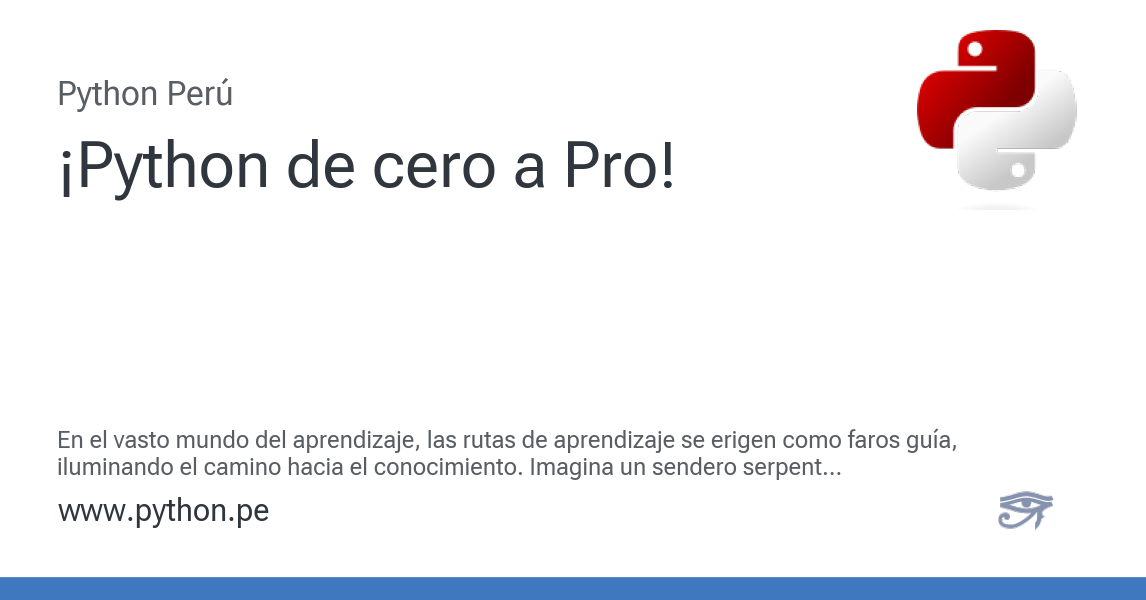 Python Perú
¡Python de cero a Pro!
En el vasto mundo del aprendizaje, las rutas de aprendizaje se erigen como faros guía,
iluminando el camino hacia el conocimiento. Imagina un sendero serpent...
www.python.pe